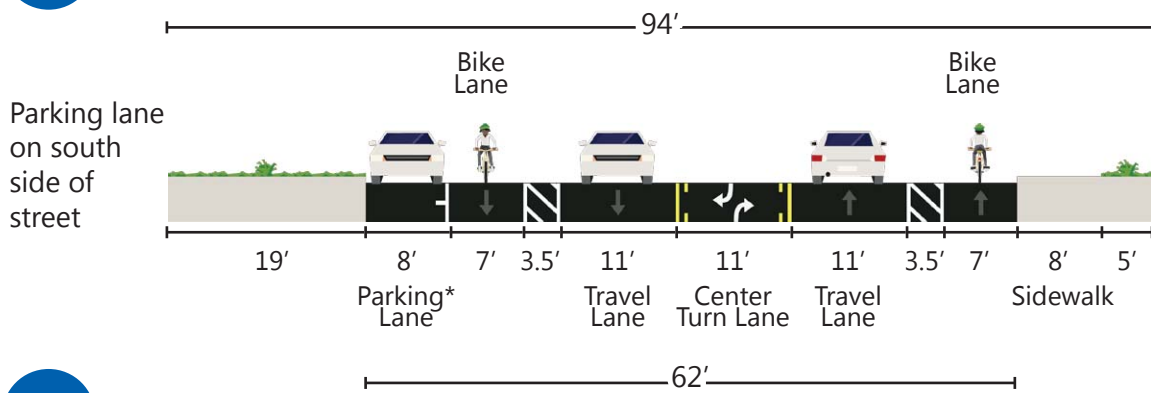 94’
Bike
Lane
Bike
Lane
Parking lane
on south
side of
street
19’ 8’ 7’ 3.5’ 11’ 11’ 11’ 3.5’ 7’ 8’ 5’
Parking*
Lane
Travel
Lane
Center
Turn Lane
Travel
Lane
Sidewalk
62’